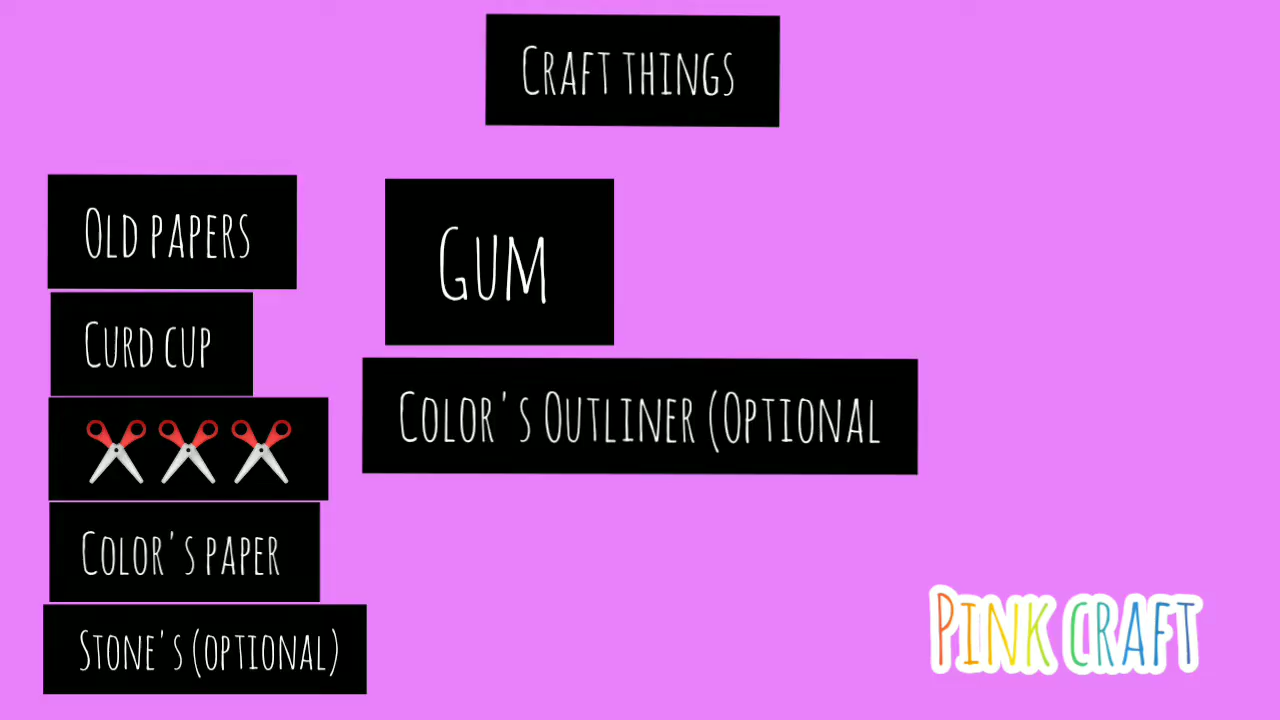 Craft things
Old papers
Curd cup
Color's paper
Stone's (optional)
Gum
Color's Outliner (Optional
Pink craft